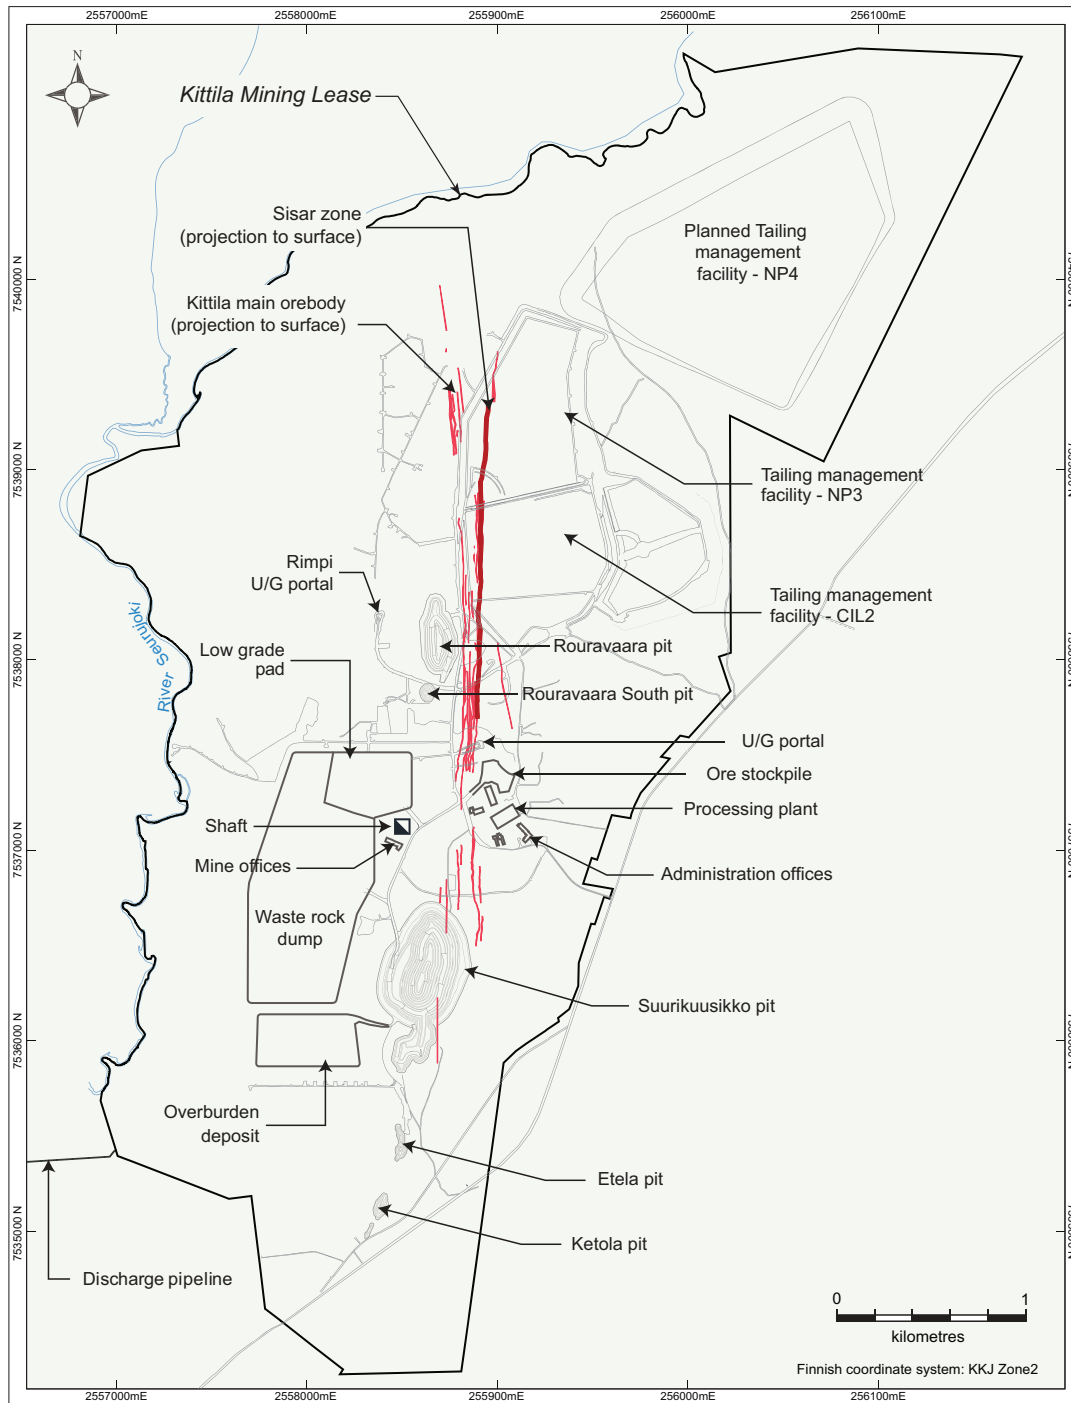 2557000mE
2558000mE
255900mE
256000mE
256100mE
N
Kittila Mining Lease
Sisar zone
(projection to surface)
Planned Tailing
management
facility - NP4
7540000 N
Kittila main orebody
(projection to surface)
7539000 N
Tailing management
facility - NP3
Rimpi
U/G portal
Tailing management
facility - CIL2
River Seurujoki
Low grade
pad
Rouravaara pit
7538000 N
Rouravaara South pit
U/G portal
Ore stockpile
Processing plant
Shaft
Mine offices
7537000 N
Administration offices
Waste rock
dump
Suurikuusikko pit
7536000 N
Overburden
deposit
Etela pit
7535000 N
Ketola pit
Discharge pipeline
0
1
kilometres
Finnish coordinate system: KKJ Zone2
2557000mE
2558000mE
255900mE
256000mE
256100mE